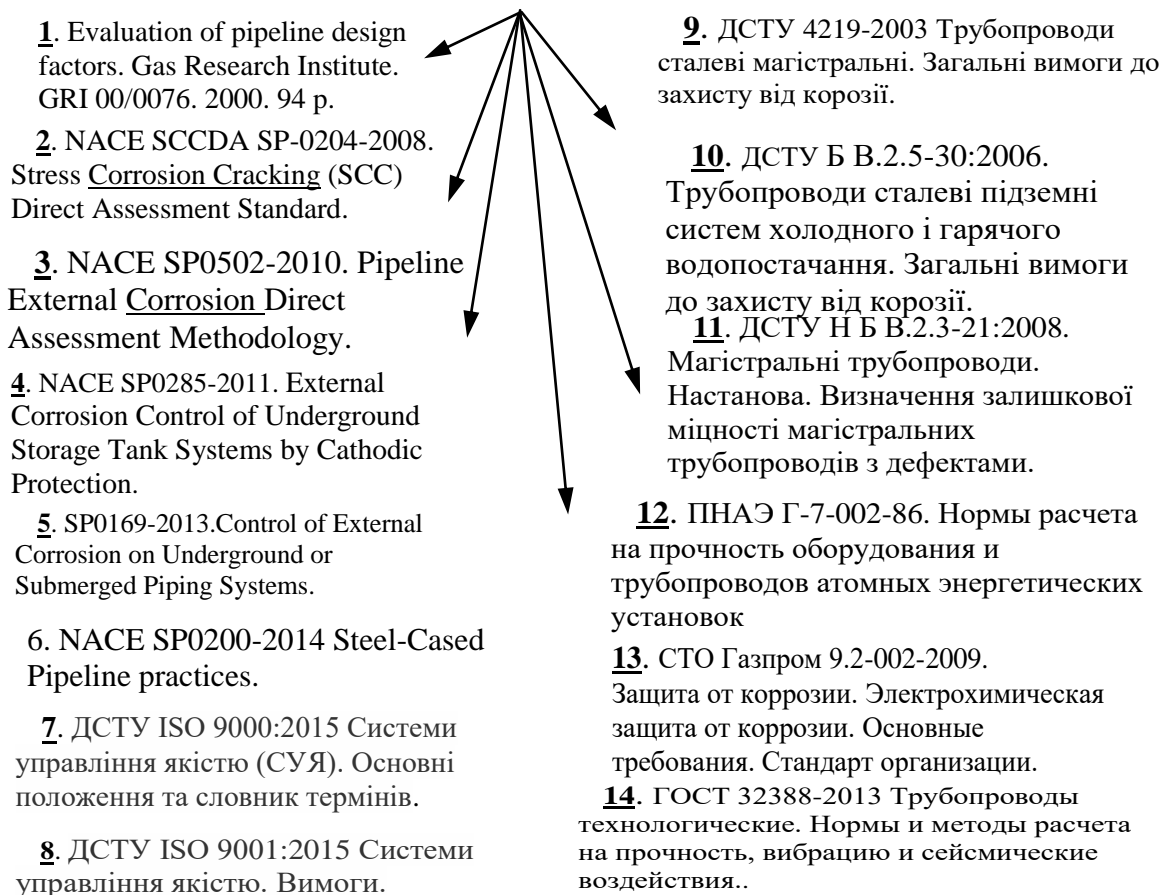 1. Evaluation of pipeline design
factors. Gas Research Institute.
GRI 00/0076. 2000. 94 p.
2. NACE SCCDA SP-0204-2008.
Stress Corrosion Cracking (SCC)
Direct Assessment Standard.
3. NACE SP0502-2010. Pipeline
External Corrosion Direct
Assessment Methodology.
4. NACE SP0285-2011. External
Corrosion Control of Underground
Storage Tank Systems by Cathodic
Protection.
5. SP0169-2013.Control of External
Corrosion on Underground or
Submerged Piping Systems.
6. NACE SP0200-2014 Steel-Cased
Pipeline practices.
7. ДСТУ ISO 9000:2015 Системи
управління якістю (СУЯ). Основні
положення та словник термінів.
8. ДСТУ ISO 9001:2015 Системи
управління якістю. Вимоги.
9. ДСТУ 4219-2003 Трубопроводи
сталеві магістральні. Загальні вимоги до
захисту від корозії.
10. ДСТУ Б В.2.5-30:2006.
Трубопроводи сталеві підземні
систем холодного і гарячого
водопостачання. Загальні вимоги
до захисту від корозії.
11. ДСТУ Н Б В.2.3-21:2008.
Магістральні трубопроводи.
Настанова. Визначення залишкової
міцності магістральних
трубопроводів з дефектами.
12. ПНАЭ Г-7-002-86. Нормы расчета
на прочность оборудования и
трубопроводов атомных энергетических
установок
13. СТО Газпром 9.2-002-2009.
Защита от коррозии. Электрохимическая
защита от коррозии. Основные
требования. Стандарт организации.
14. ГОСТ 32388-2013 Трубопроводы
технологические. Нормы и методы расчета
на прочность, вибрацию и сейсмические
воздействия..